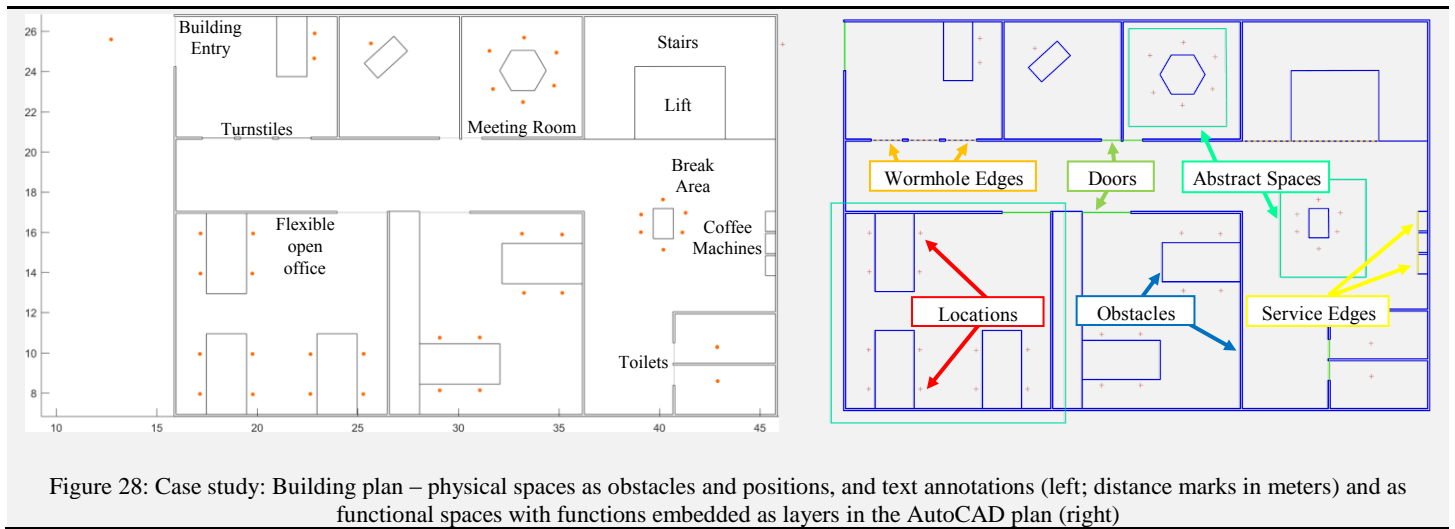 26
24
22
20
18
16
14
12
10
8
10
15
20
25
30
35
40
45
Building
Entry
Stairs
Lift
Turnstiles
Meeting Room
Break
Area
Flexible
open
office
Coffee
Machines
Toilets
Wormhole Edges
Doors
Abstract Spaces
Locations
Obstacles
Service Edges
Figure 28: Case study: Building plan – physical spaces as obstacles and positions, and text annotations (left; distance marks in meters) and as
functional spaces with functions embedded as layers in the AutoCAD plan (right)